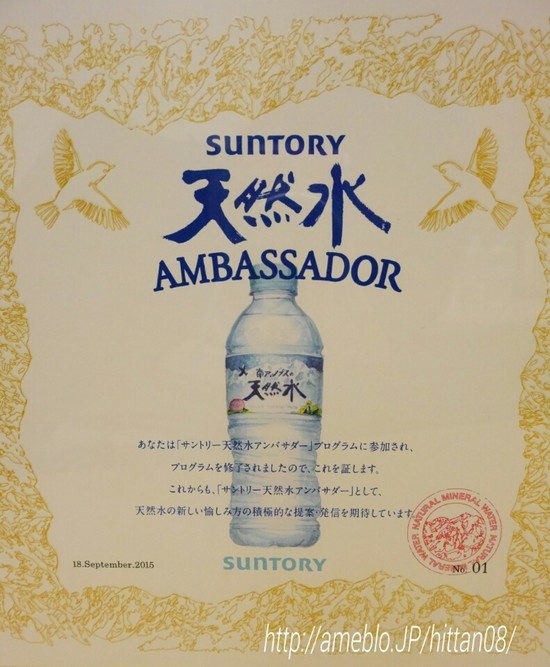 SUNTORY
天然水
AMBASSADOR
南アルプスの
天然水
あなたは「サントリー天然水アンバサダー」プログラムに参加され、
プログラムを修了されましたので、これを証します。
これからも、「サントリー天然水アンバサダー」として、
天然水の新しい愉しみ方の積極的な提案・発信を期待しています。
SUNTORY
NATURAL MINERAL WATER NATURAL MINERAL WATER
18.September.2015
No. 01
http://ameblo.JP/hittan08/